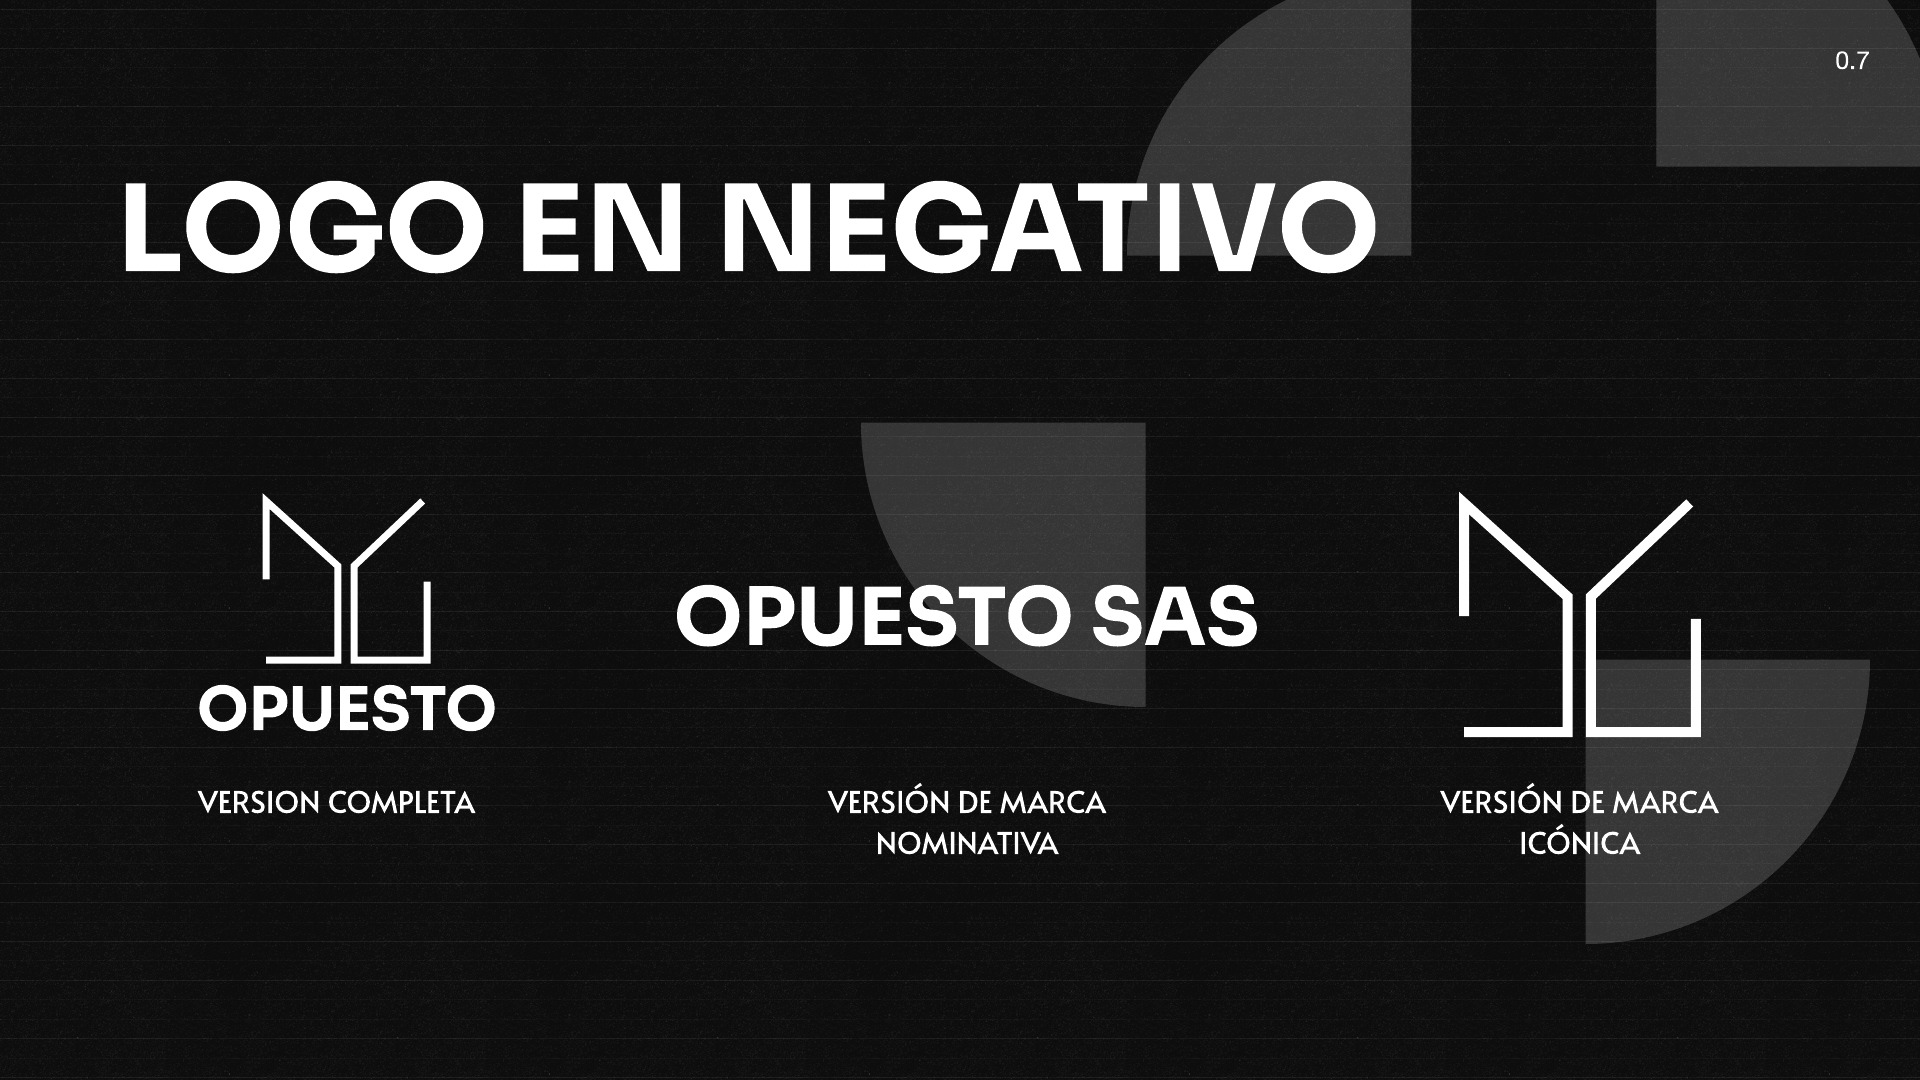 0.7
LOGO EN NEGATIVO
OPUESTO
OPUESTO SAS
VERSION COMPLETA
VERSIÓN DE MARCA
NOMINATIVA
VERSIÓN DE MARCA
ICÓNICA